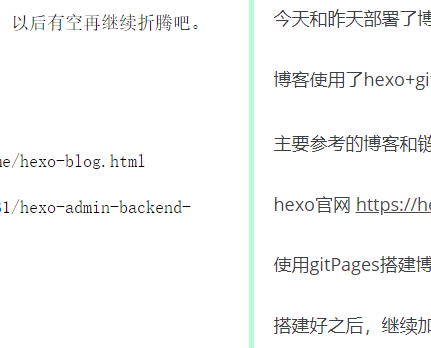 以后有空再继续折腾吧。
me/hexo-blog.html
31/hexo-admin-backend-
今天和昨天部署了博
博客使用了hexo+gi
主要参考的博客和链
hexo官网 https://he
使用gitPages搭建博
搭建好之后，继续加